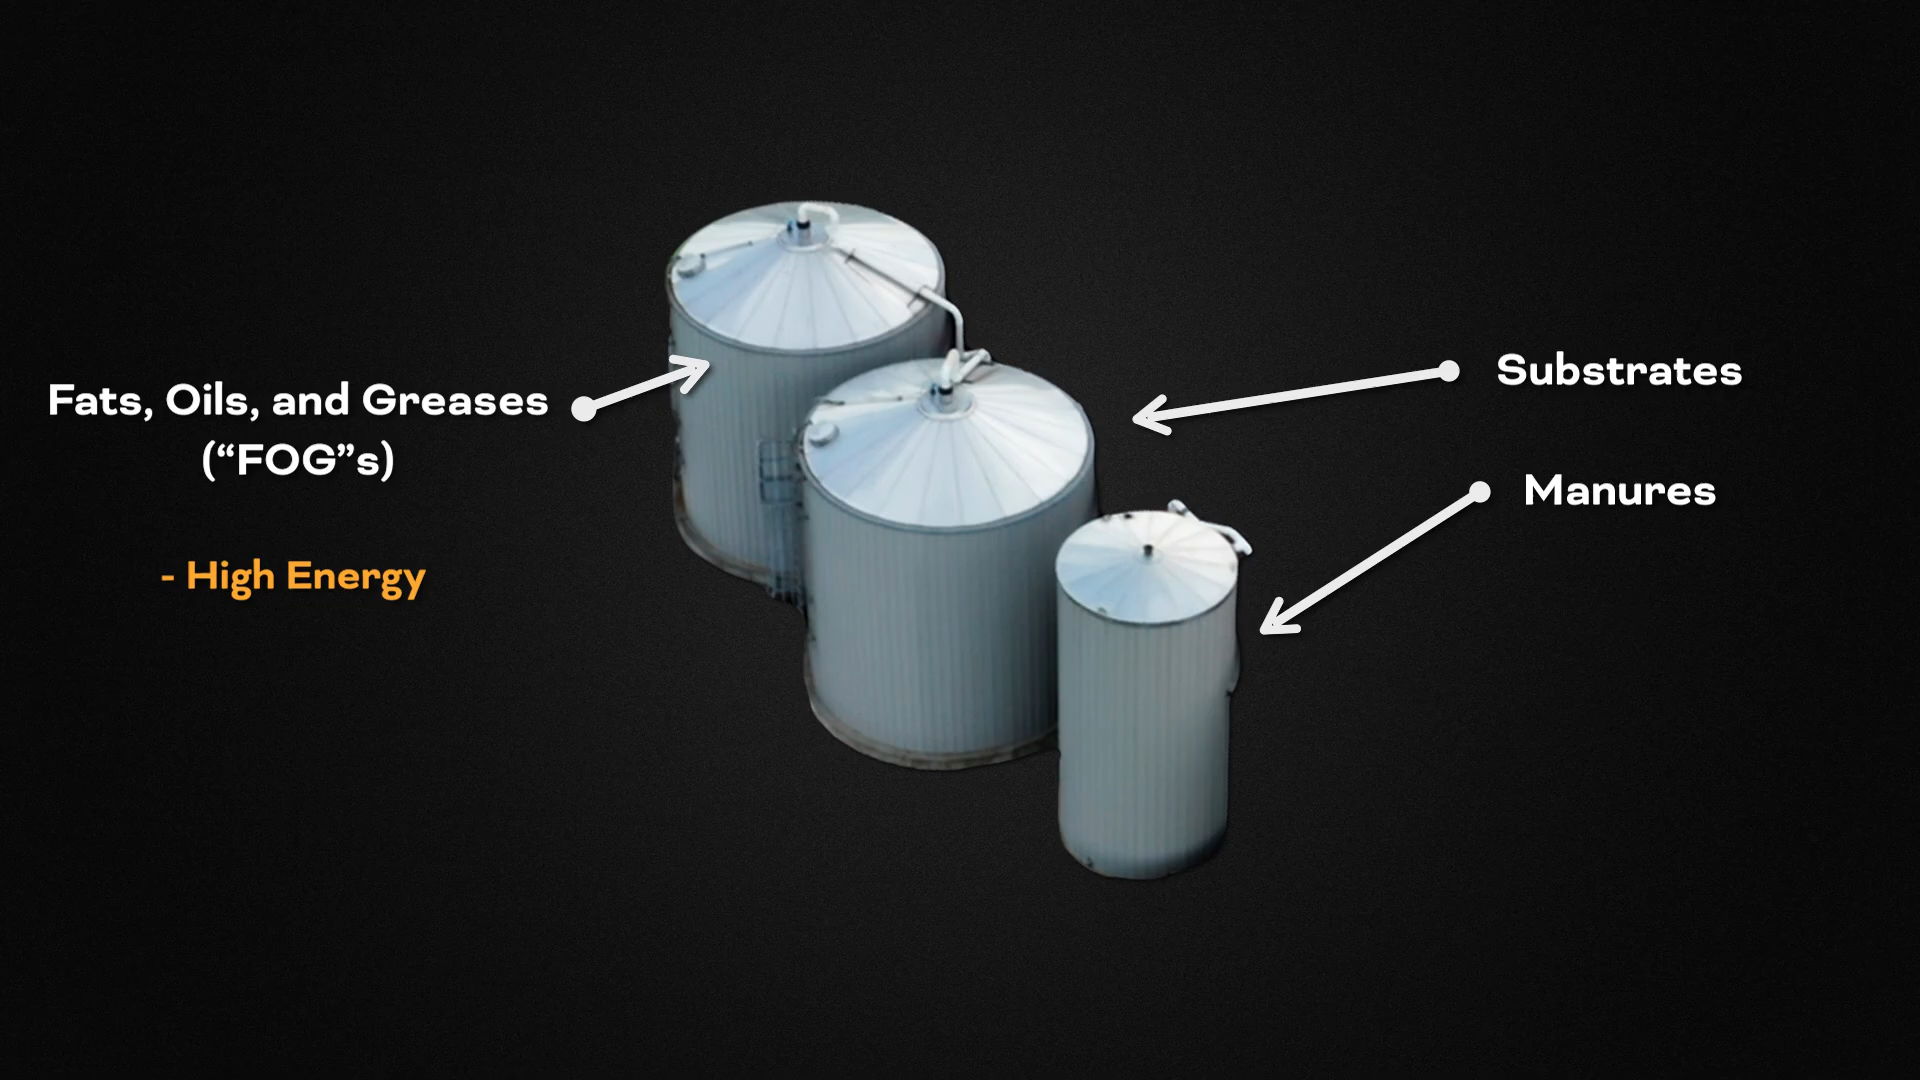 Fats, Oils, and Greases
(“FOG”s)
- High Energy
Substrates
Manures